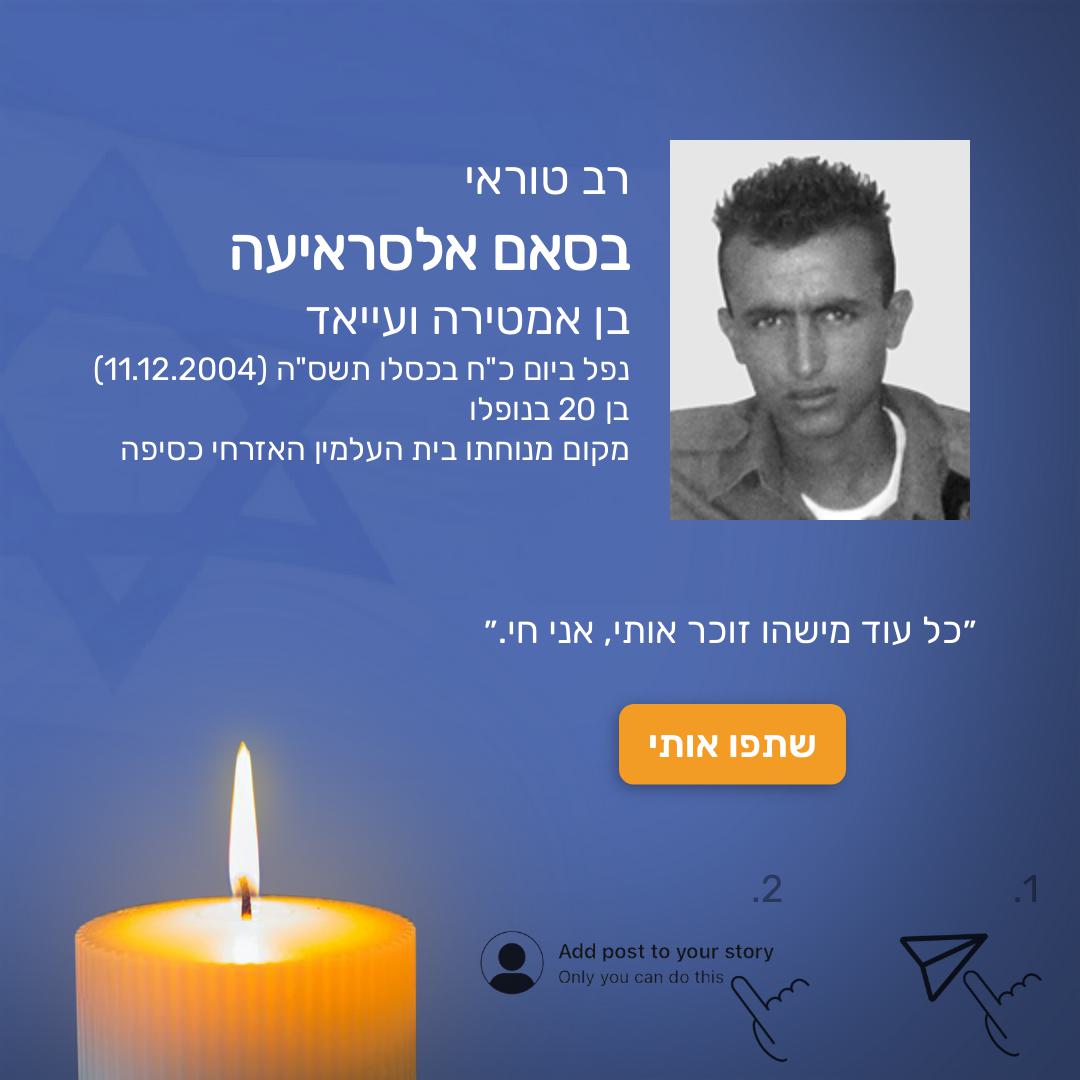 רב טוראי
בסאם אלסראיעה
בן אמטירה ועייאד
נפל ביום כ"ח בכסלו תשס"ה (11.12.2004)
בן 20 בנופלו
מקום מנוחתו בית העלמין האזרחי כסיפה
״כל עוד מישהו זוכר אותי, אני חי.״
שתפו אותי
.1
.2
Add post to your story
Only you can do this